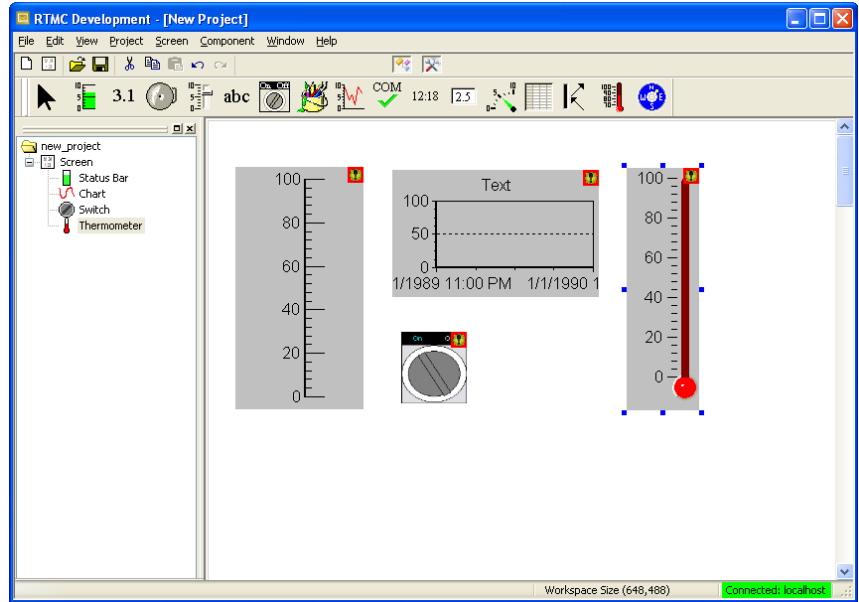 RTMC Development - [New Project]
File Edit View Project Screen Component Window Help
3.1 abc On Off COM 12:18 2.5
new_project
Screen
Status Bar
Chart
Switch
Thermometer
100
80
60
40
20
0
Text
100
50
0
1/1989 11:00 PM 1/1/1990 1
On O
100
80
60
40
20
0
Workspace Size (648,488)
Connected: localhost